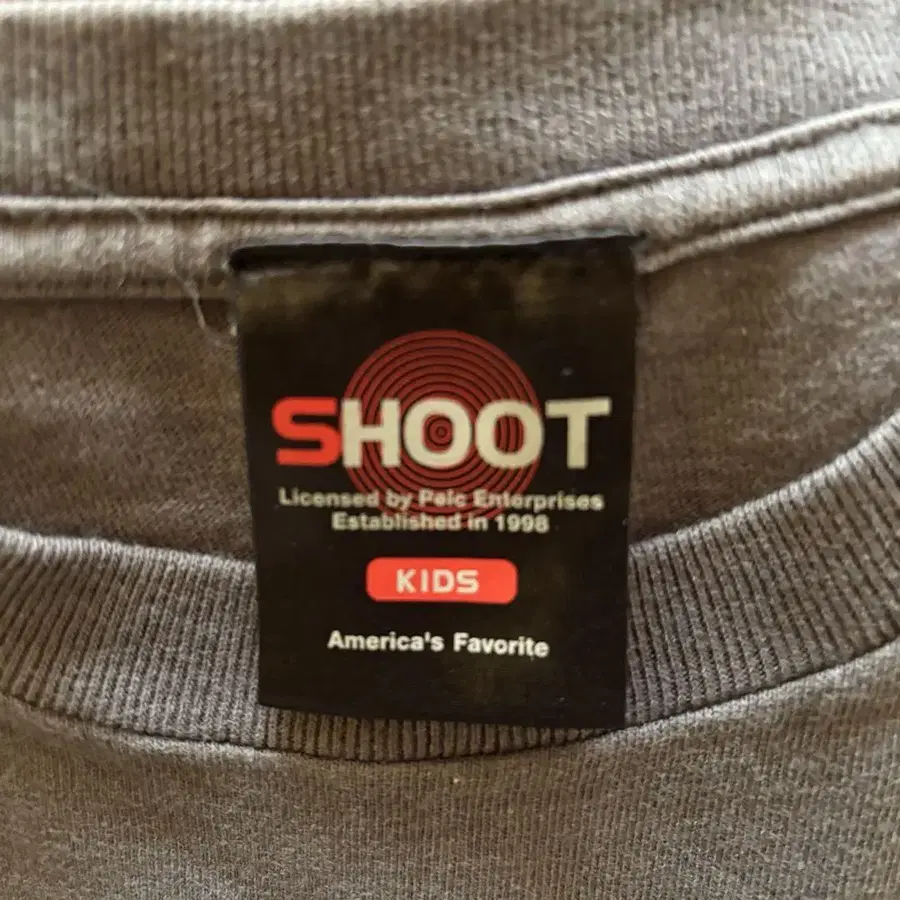 SHOOT
Licensed by Pelc Enterprises
Established in 1998
KIDS
America's Favorite